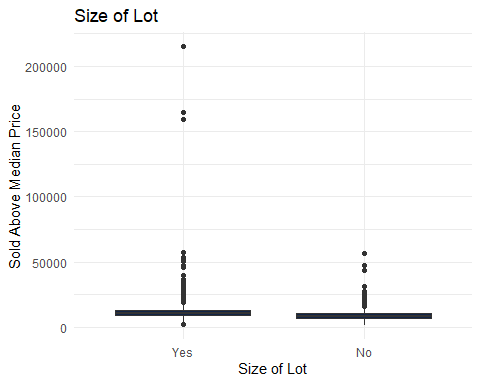 Size of Lot
Sold Above Median Price
200000
150000
100000
50000
0
Yes No
Size of Lot